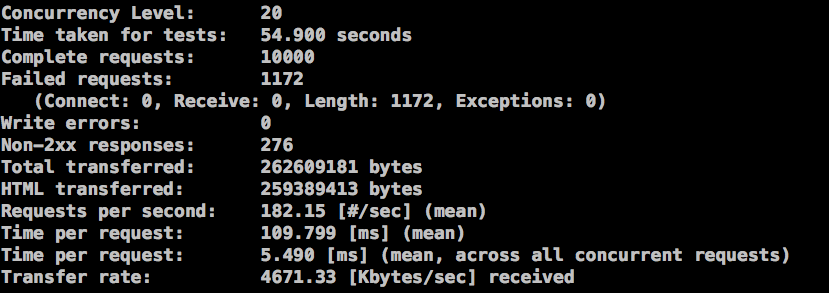 Concurrency Level:      20
Time taken for tests:   54.900 seconds
Complete requests:      10000
Failed requests:        1172
   (Connect: 0, Receive: 0, Length: 1172, Exceptions: 0)
Write errors:           0
Non-2xx responses:      276
Total transferred:      262609181 bytes
HTML transferred:       259389413 bytes
Requests per second:    182.15 [#/sec] (mean)
Time per request:       109.799 [ms] (mean)
Time per request:       5.490 [ms] (mean, across all concurrent requests)
Transfer rate:          4671.33 [Kbytes/sec] received